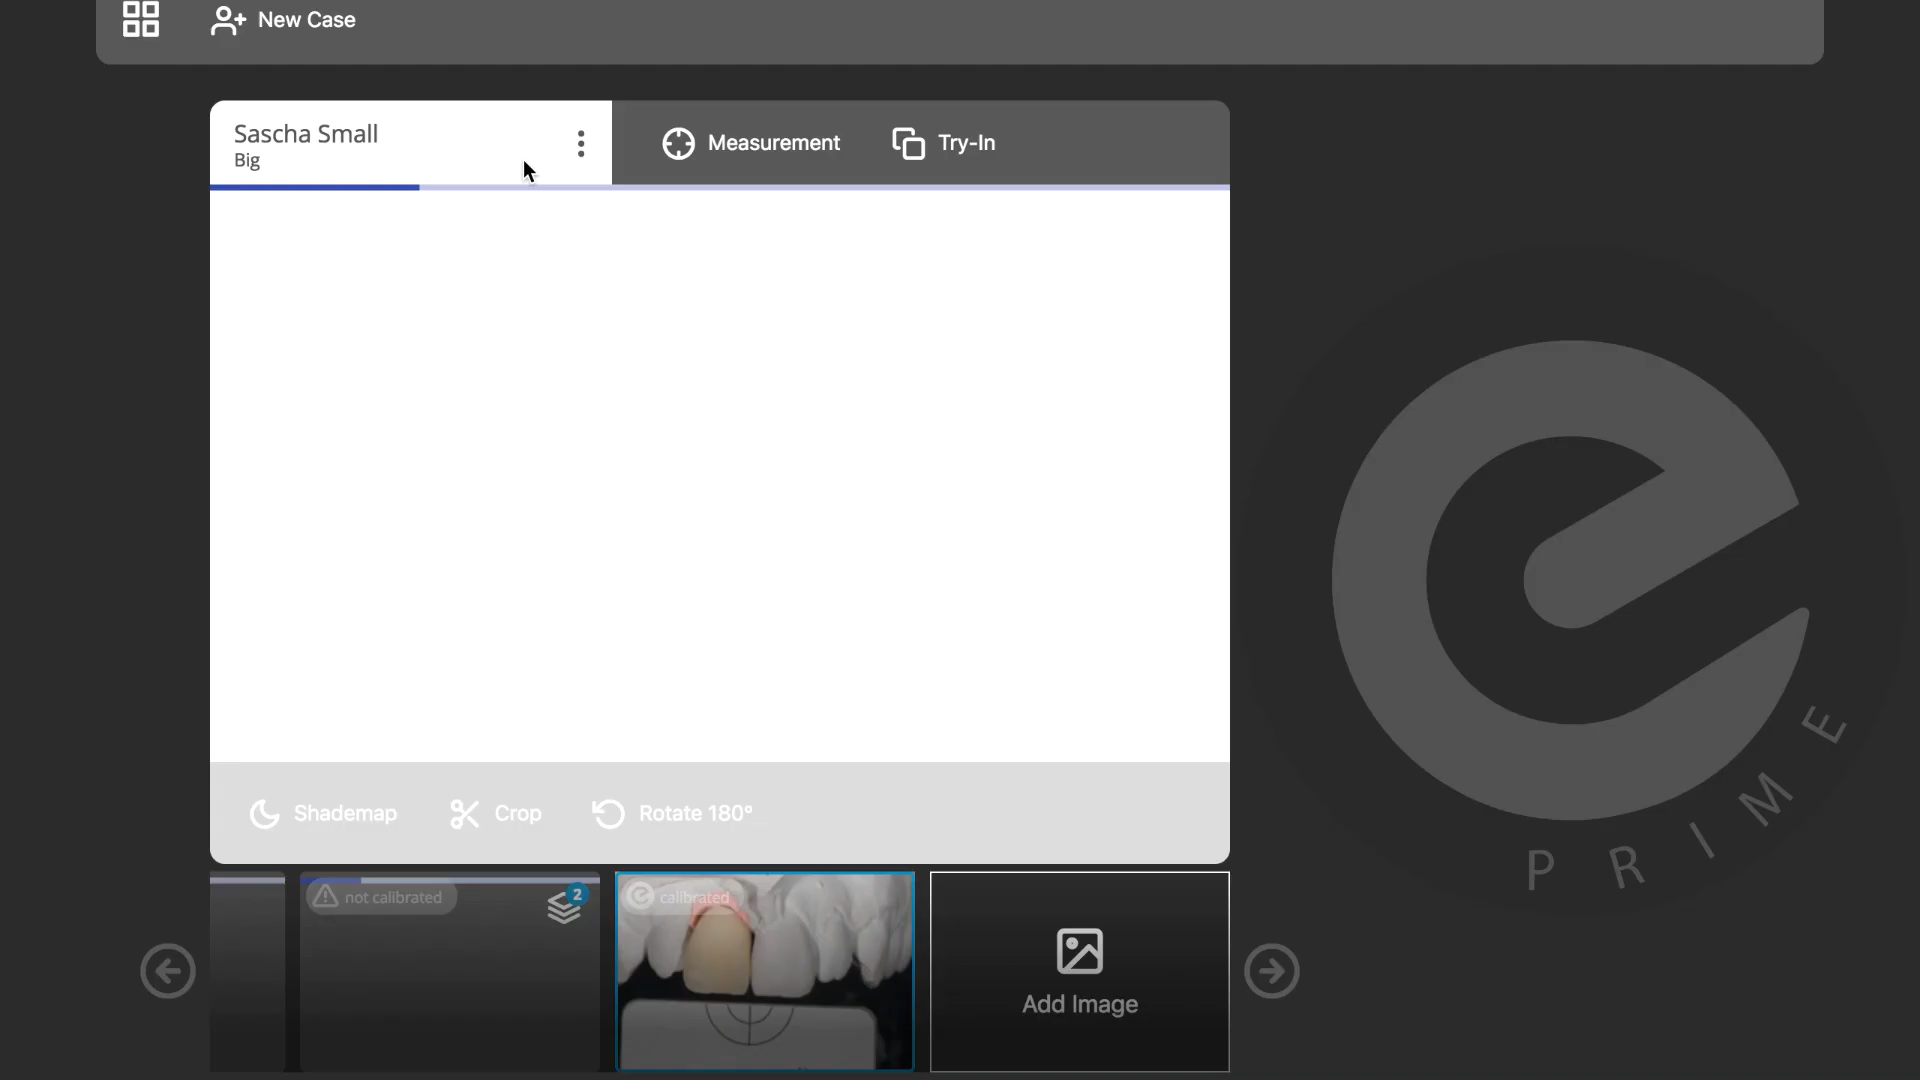 New Case
Sascha Small
Big
Measurement
Try-In
Shademap
Crop
Rotate 180°
not calibrated
2
calibrated
Add Image
PRIME